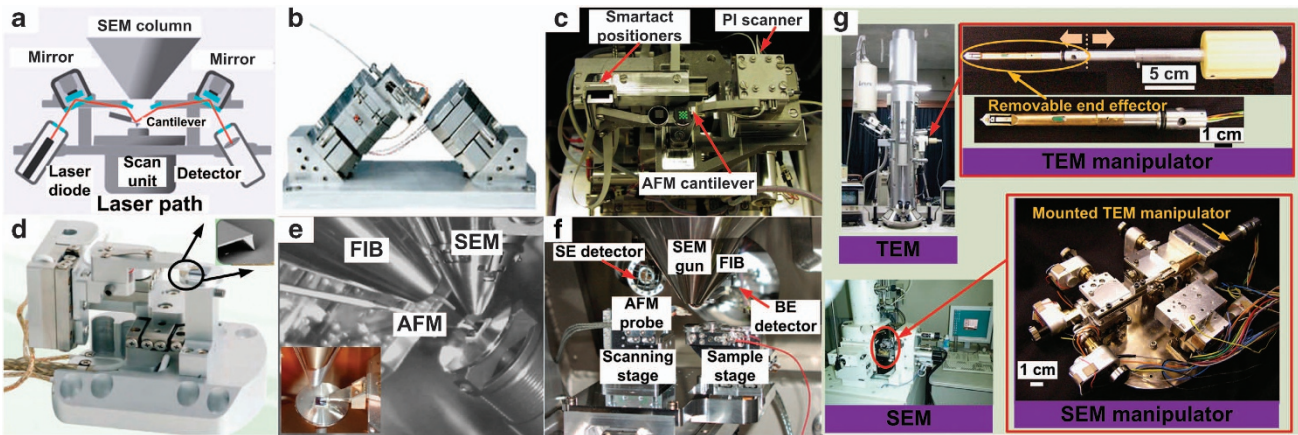 a
SEM column
Mirror
Mirror
Cantilever
Laser
diode
Scan
unit
Detector
Laser path
b
c
Smartact
positioners
PI scanner
AFM cantilever
d
e
FIB
SEM
AFM
f
SE detector
SEM
gun
FIB
AFM
probe
BE
detector
Scanning
stage
Sample
stage
g
TEM
5 cm
Removable end effector
1 cm
TEM manipulator
SEM
Mounted TEM manipulator
1 cm
SEM manipulator